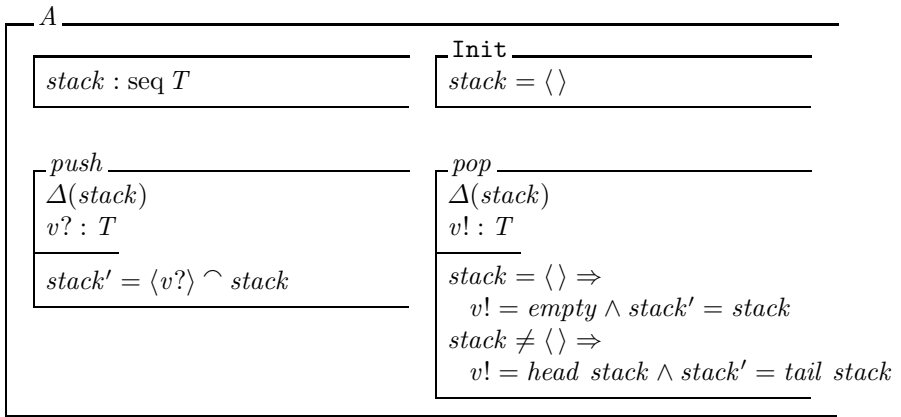 A
stack : seq T
Init
stack = ⟨ ⟩
push
Δ(stack)
v? : T
stack′ = ⟨v?⟩ ⌢ stack
pop
Δ(stack)
v! : T
stack = ⟨ ⟩ ⇒
v! = empty ∧ stack′ = stack
stack ≠ ⟨ ⟩ ⇒
v! = head stack ∧ stack′ = tail stack